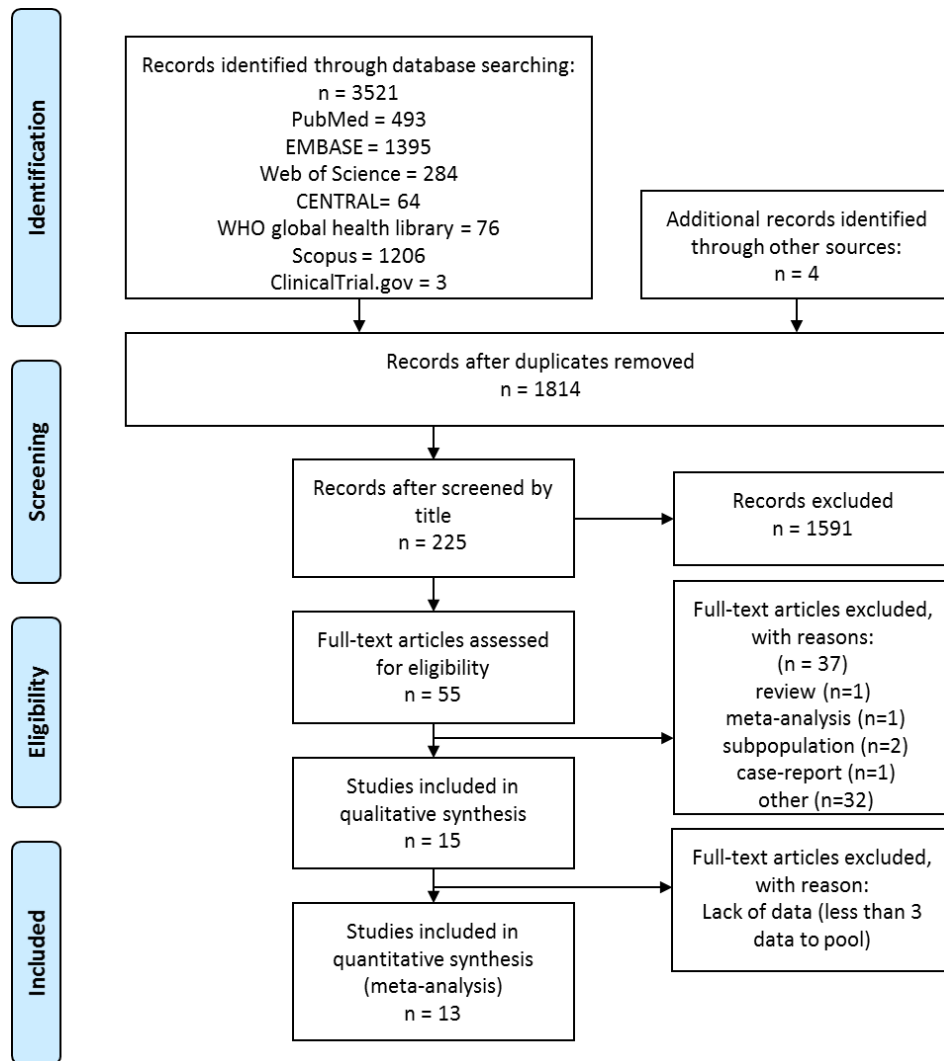 Identification
Records identified through database searching:
n = 3521
PubMed = 493
EMBASE = 1395
Web of Science = 284
CENTRAL= 64
WHO global health library = 76
Scopus = 1206
ClinicalTrial.gov = 3
Additional records identified
through other sources:
n = 4
Records after duplicates removed
n = 1814
Screening
Records after screened by
title
n = 225
Records excluded
n = 1591
Eligibility
Full-text articles assessed
for eligibility
n = 55
Full-text articles excluded,
with reasons:
(n = 37)
review (n=1)
meta-analysis (n=1)
subpopulation (n=2)
case-report (n=1)
other (n=32)
Studies included in
qualitative synthesis
n = 15
Included
Full-text articles excluded,
with reason:
Lack of data (less than 3
data to pool)
Studies included in
quantitative synthesis
(meta-analysis)
n = 13